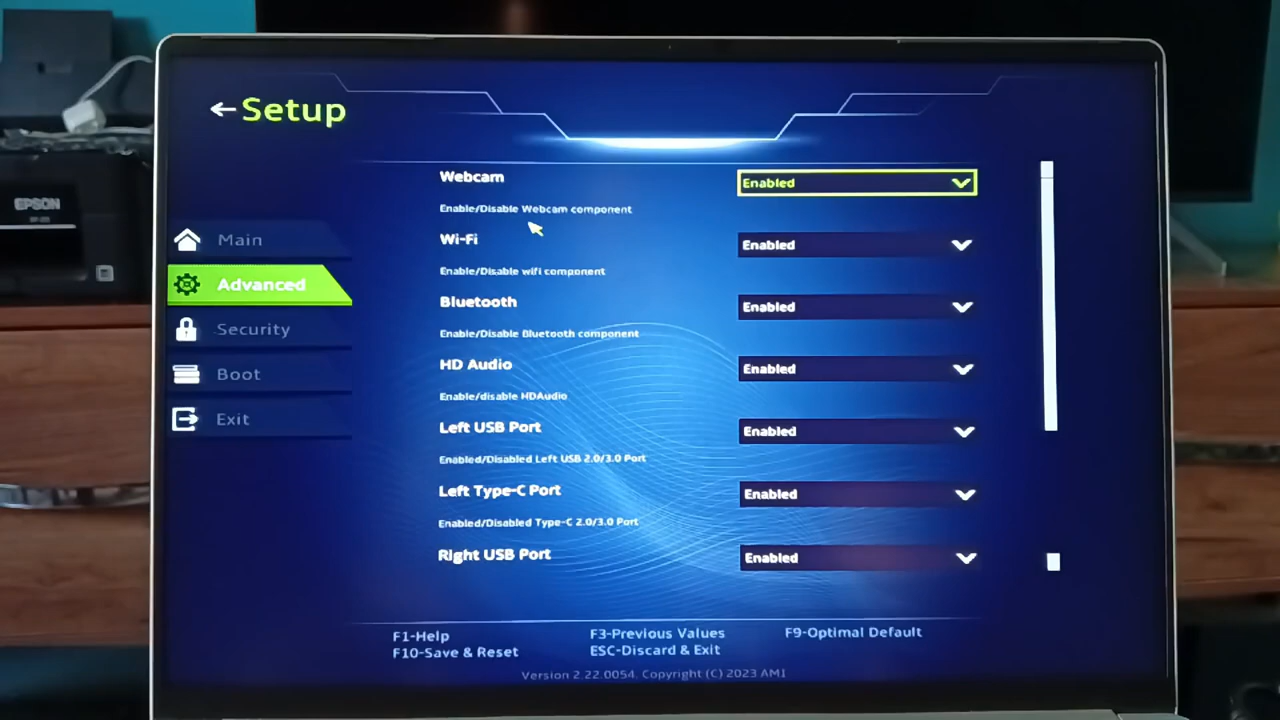 EPSON
Setup
Main
Advanced
Security
Boot
Exit
Webcam
Enabled
Enable/Disable Webcam component
Wi-Fi
Enabled
Enable/Disable wifi component
Bluetooth
Enabled
Enable/Disable Bluetooth component
HD Audio
Enabled
Enable/disable HDAudio
Left USB Port
Enabled
Enabled/Disabled Left USB 2.0/3.0 Port
Left Type-C Port
Enabled
Enabled/Disabled Type-C 2.0/3.0 Port
Right USB Port
Enabled
F1-Help
F3-Previous Values
F9-Optimal Default
F10-Save & Reset
ESC-Discard & Exit
Version 2.22.0054. Copyright (C) 2023 AMI